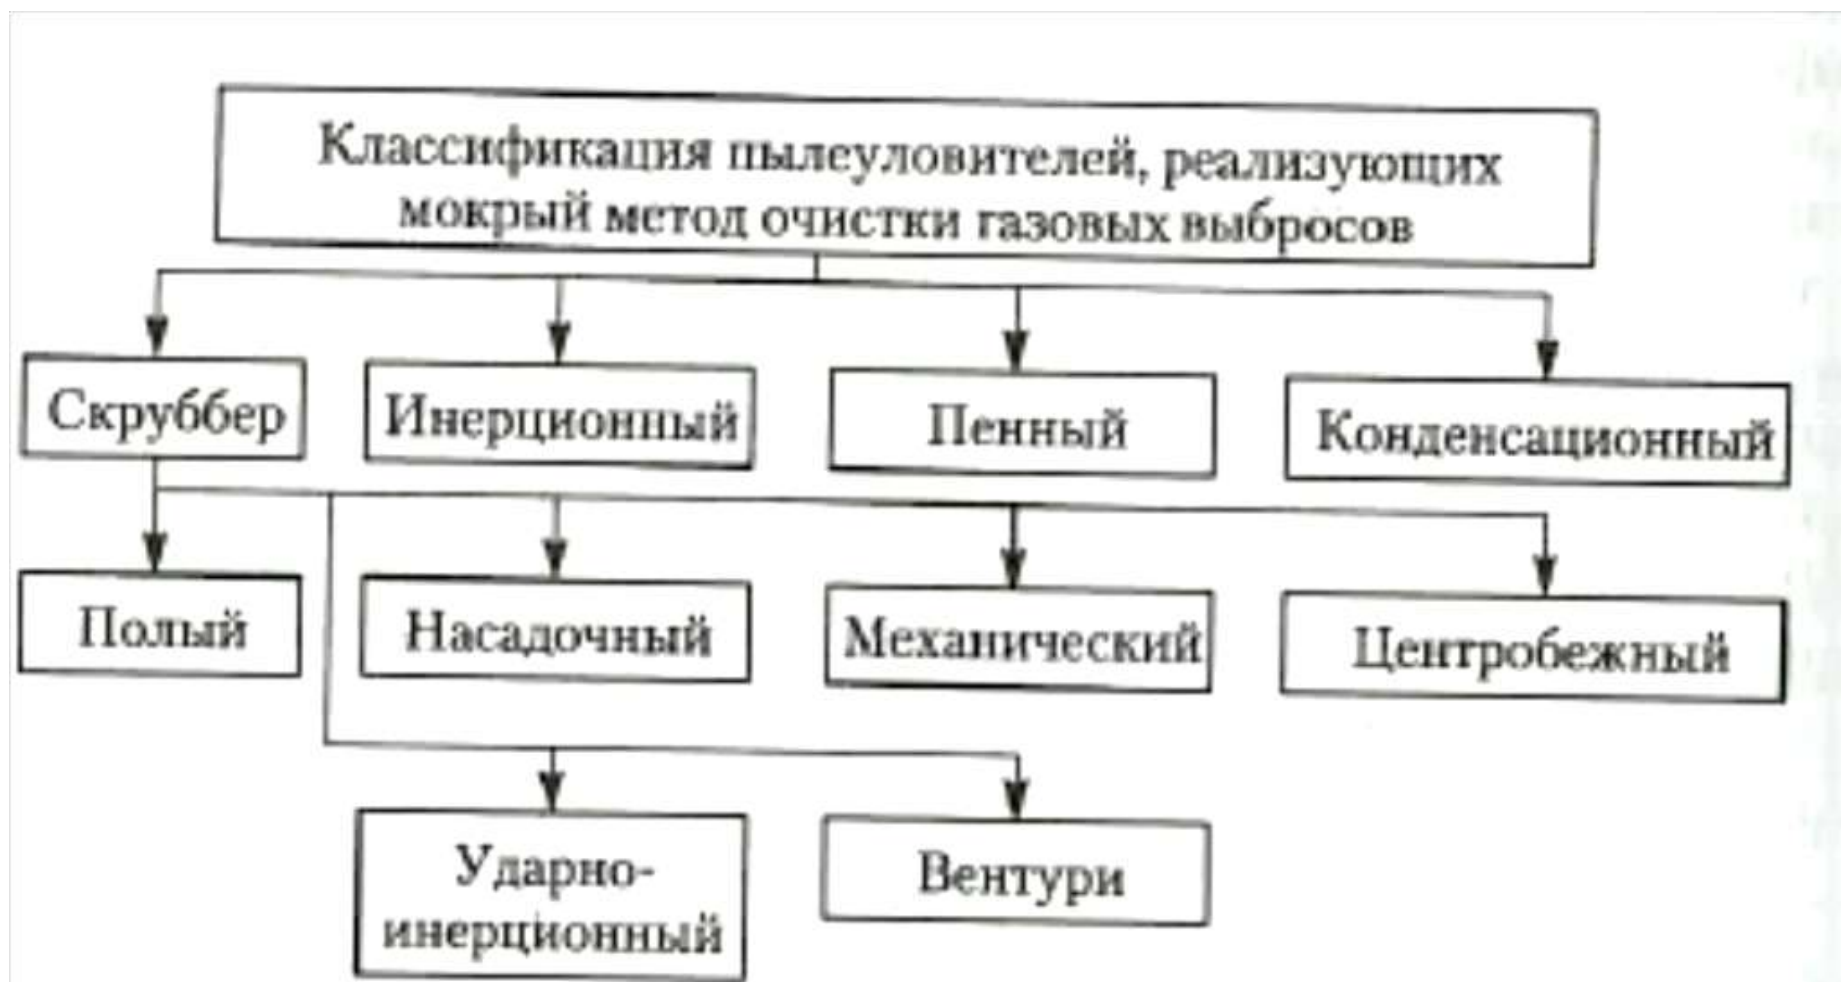 Классификация пылеуловителей, реализующих
мокрый метод очистки газовых выбросов
Скруббер
Инерционный
Пенный
Конденсационный
Полый
Насадочный
Механический
Центробежный
Ударно-
инерционный
Вентури